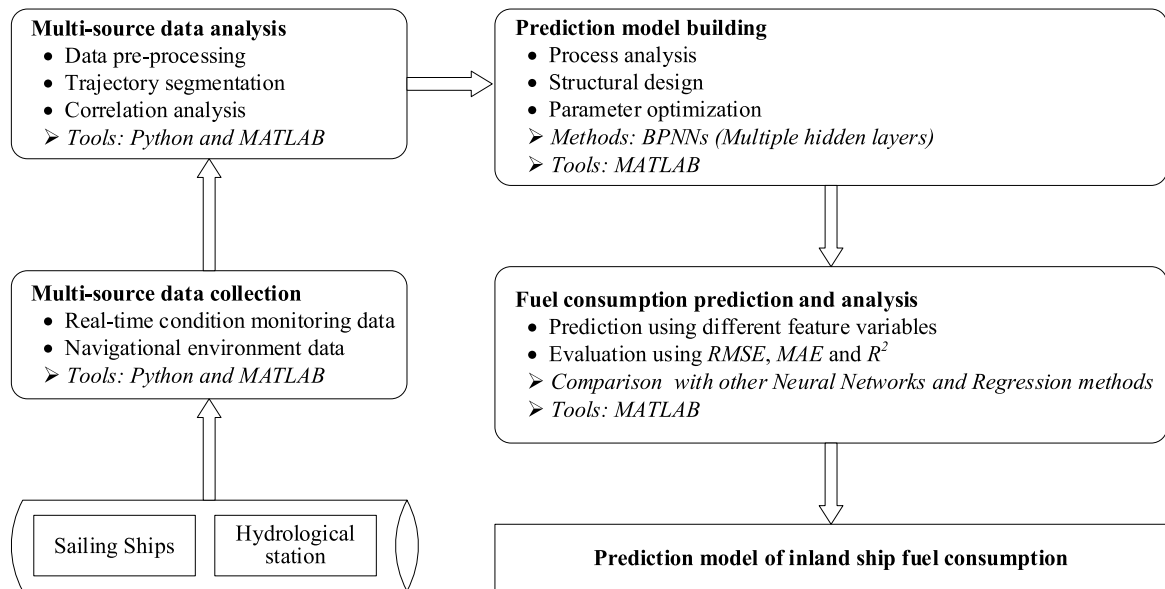 Multi-source data analysis
• Data pre-processing
• Trajectory segmentation
• Correlation analysis
➢ Tools: Python and MATLAB
Prediction model building
• Process analysis
• Structural design
• Parameter optimization
➢ Methods: BPNNs (Multiple hidden layers)
➢ Tools: MATLAB
Multi-source data collection
• Real-time condition monitoring data
• Navigational environment data
➢ Tools: Python and MATLAB
Fuel consumption prediction and analysis
• Prediction using different feature variables
• Evaluation using RMSE, MAE and R²
➢ Comparison with other Neural Networks and Regression methods
➢ Tools: MATLAB
Sailing Ships
Hydrological
station
Prediction model of inland ship fuel consumption